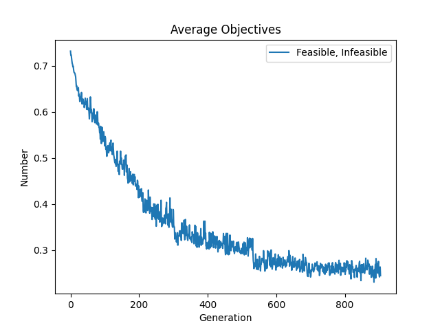 Average Objectives
Feasible, Infeasible
Number
0.7
0.6
0.5
0.4
0.3
0
200
400
600
800
Generation